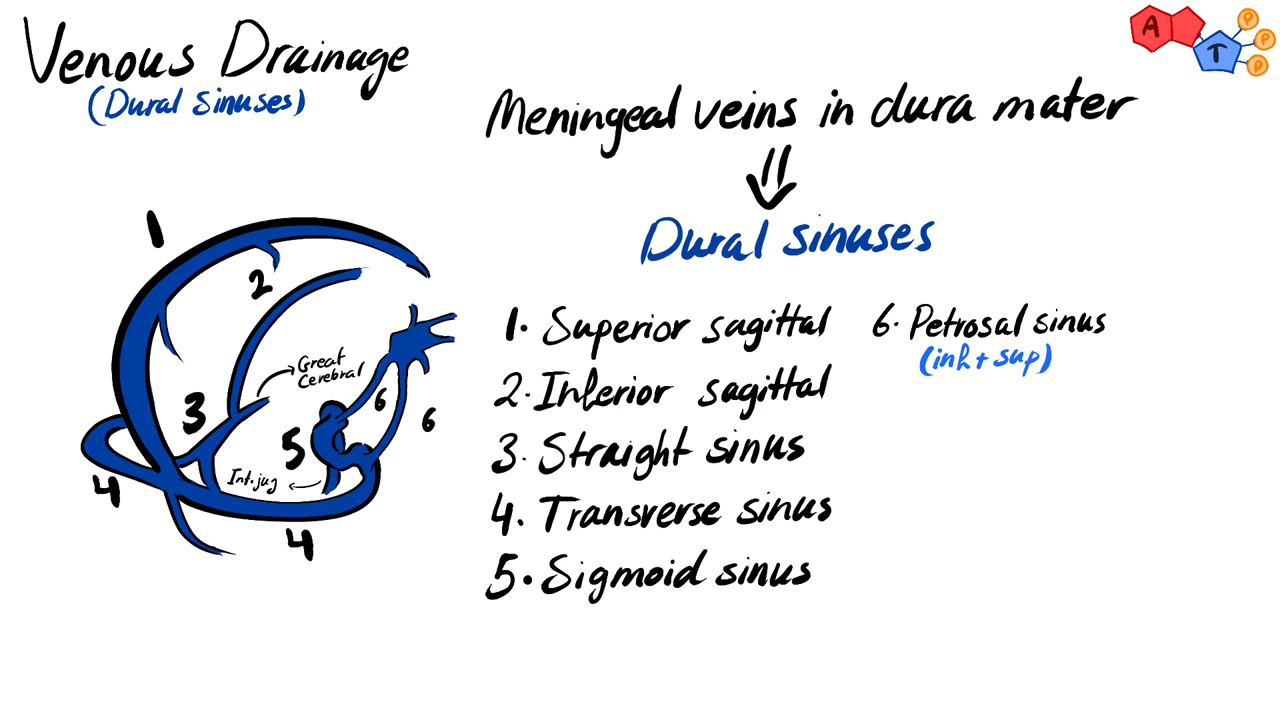 Venous Drainage
(Dural Sinuses)
A T P P P
Meningeal veins in dura mater
Dural sinuses
1. Superior sagittal
2. Inferior sagittal
3. Straight sinus
4. Transverse sinus
5. Sigmoid sinus
6. Petrosal sinus
(inf + sup)
1
2
Great
Cerebral
3
6
6
5
Int. jug
4
4